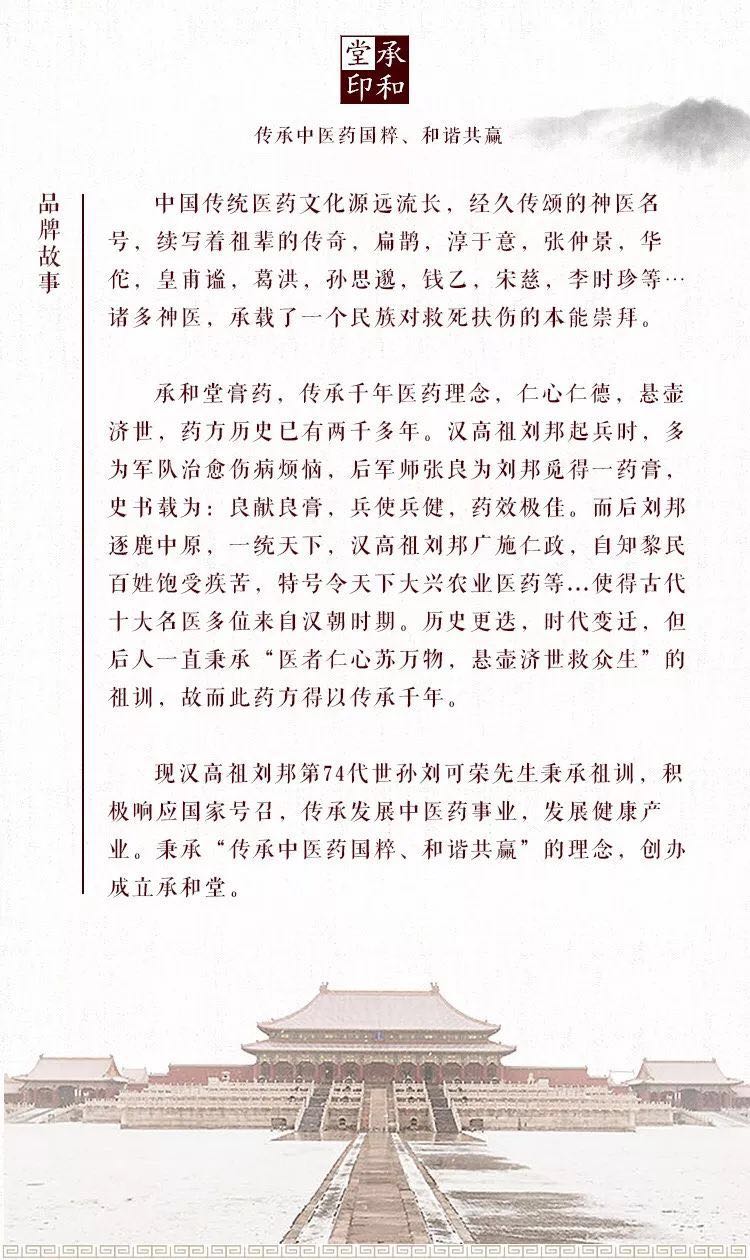 承和
堂印
传承中医药国粹、和谐共赢
品牌故事
中国传统医药文化源远流长，经久传颂的神医名
号，续写着祖辈的传奇，扁鹊，淳于意，张仲景，华
佗，皇甫谧，葛洪，孙思邈，钱乙，宋慈，李时珍等…
诸多神医，承载了一个民族对救死扶伤的本能崇拜。
承和堂膏药，传承千年医药理念，仁心仁德，悬壶
济世，药方历史已有两千多年。汉高祖刘邦起兵时，多
为军队治愈伤病烦恼，后军师张良为刘邦觅得一药膏，
史书载为：良献良膏，兵使兵健，药效极佳。而后刘邦
逐鹿中原，一统天下，汉高祖刘邦广施仁政，自知黎民
百姓饱受疾苦，特号令天下大兴农业医药等...使得古代
十大名医多位来自汉朝时期。历史更迭，时代变迁，但
后人一直秉承“医者仁心苏万物，悬壶济世救众生”的
祖训，故而此药方得以传承千年。
现汉高祖刘邦第74代世孙刘可荣先生秉承祖训，积
极响应国家号召，传承发展中医药事业，发展健康产
业。秉承“传承中医药国粹、和谐共赢”的理念，创办
成立承和堂。